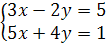 3x − 2y = 5
5x + 4y = 1